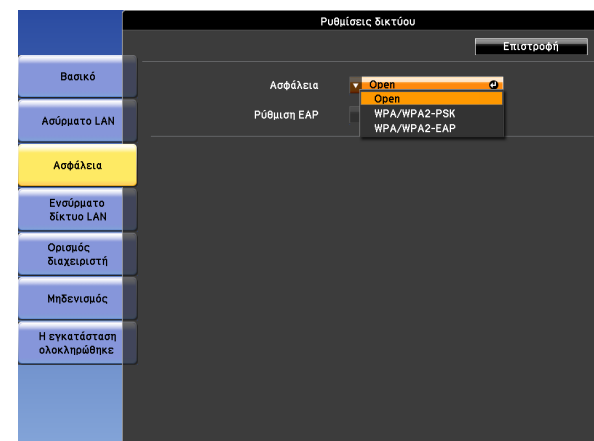 Ρυθμίσεις δικτύου
Επιστροφή
Βασικό
Ασύρματο LAN
Ασφάλεια
Ενσύρματο
δίκτυο LAN
Ορισμός
διαχειριστή
Μηδενισμός
Η εγκατάσταση
ολοκληρώθηκε
Ασφάλεια
Open
Open
WPA/WPA2-PSK
WPA/WPA2-EAP
Ρύθμιση EAP